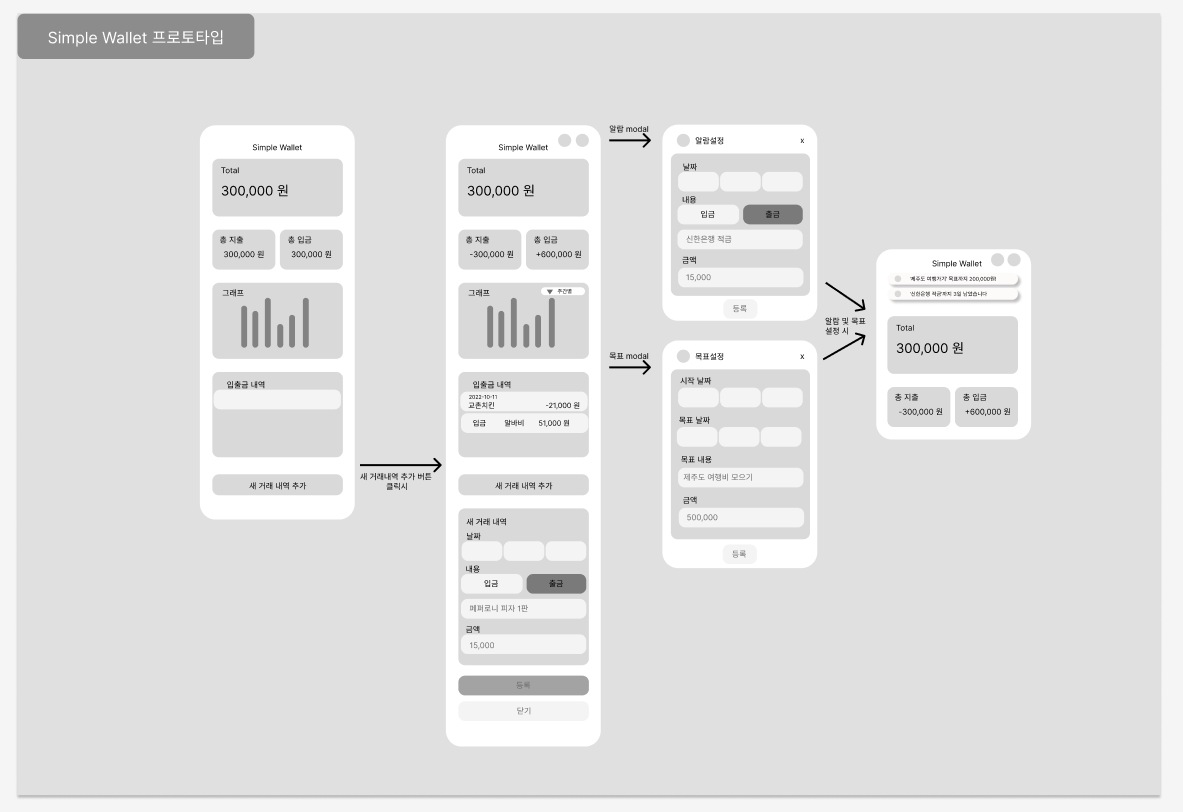 Simple Wallet 프로토타입
Simple Wallet
Total
300,000 원
총 지출
300,000 원
총 입금
300,000 원
그래프
입출금 내역
새 거래 내역 추가
새 거래내역 추가 버튼
클릭시
Simple Wallet
Total
300,000 원
총 지출
-300,000 원
총 입금
+600,000 원
그래프
▼ 주간별
입출금 내역
2022-10-11
교촌치킨 -21,000 원
입금 알바비 51,000 원
새 거래 내역 추가
새 거래 내역
날짜
내용
입금
출금
페퍼로니 피자 1판
금액
15,000
등록
닫기
알람 modal
알람설정
x
날짜
내용
입금
출금
신한은행 적금
금액
15,000
등록
목표 modal
목표설정
x
시작 날짜
목표 날짜
목표 내용
제주도 여행비 모으기
금액
500,000
등록
알람 및 목표
설정 시
Simple Wallet
'제주도 여행가기' 목표까지 200,000원!
'신한은행 적금'까지 3일 남았습니다
Total
300,000 원
총 지출
-300,000 원
총 입금
+600,000 원